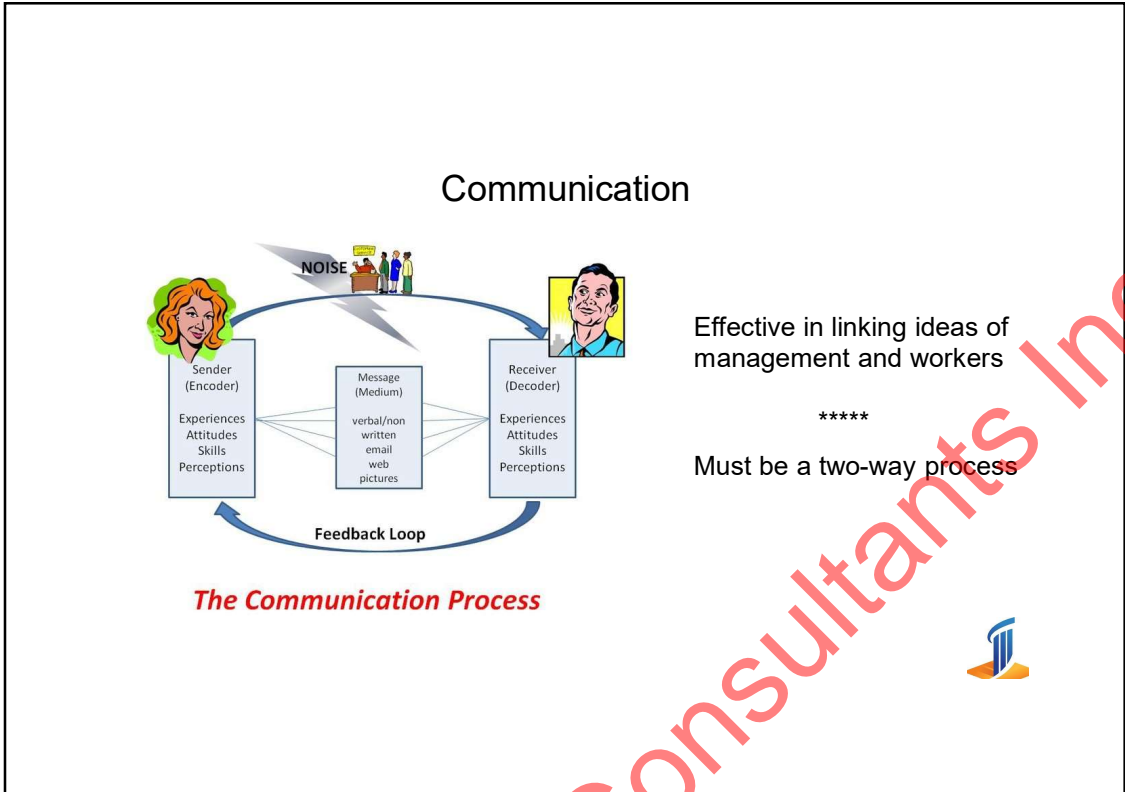 Communication
NOISE
Sender
(Encoder)
Experiences
Attitudes
Skills
Perceptions
Message
(Medium)
verbal/non
written
email
web
pictures
Receiver
(Decoder)
Experiences
Attitudes
Skills
Perceptions
Feedback Loop
The Communication Process
Effective in linking ideas of
management and workers
*****
Must be a two-way process
Consultants Inc